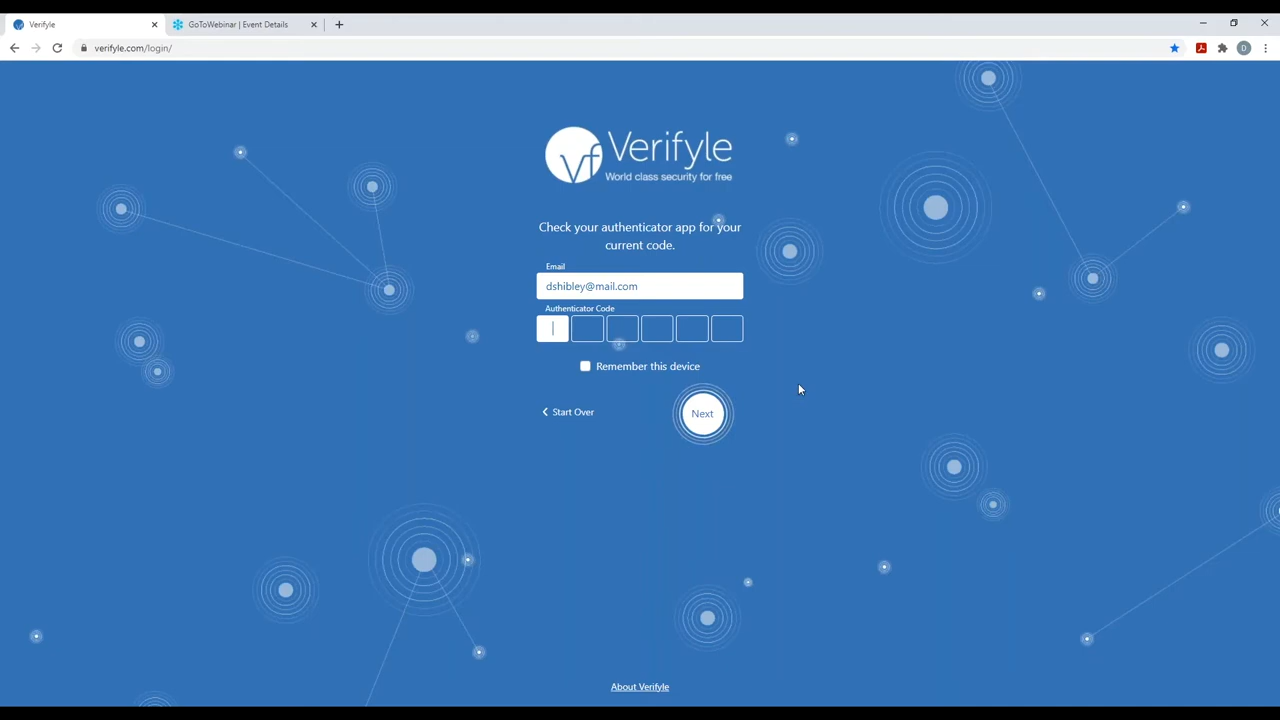 Verifyle
GoToWebinar | Event Details
verifyle.com/login/
D
vf Verifyle
World class security for free
Check your authenticator app for your
current code.
Email
dshibley@mail.com
Authenticator Code
Remember this device
Start Over
Next
About Verifyle